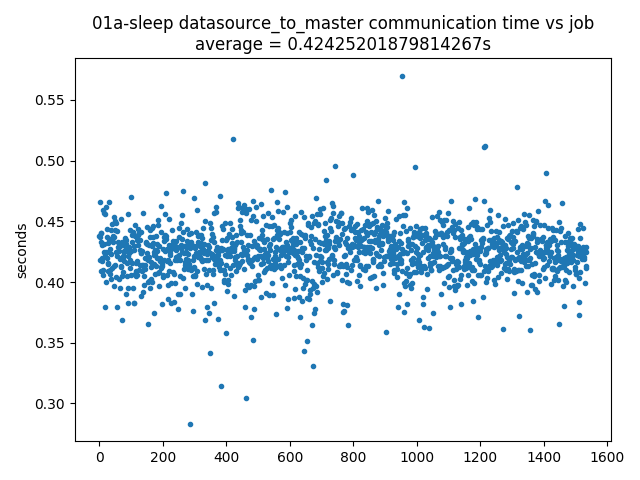 01a-sleep datasource_to_master communication time vs job
average = 0.42425201879814267s
seconds
0.55
0.50
0.45
0.40
0.35
0.30
0 200 400 600 800 1000 1200 1400 1600